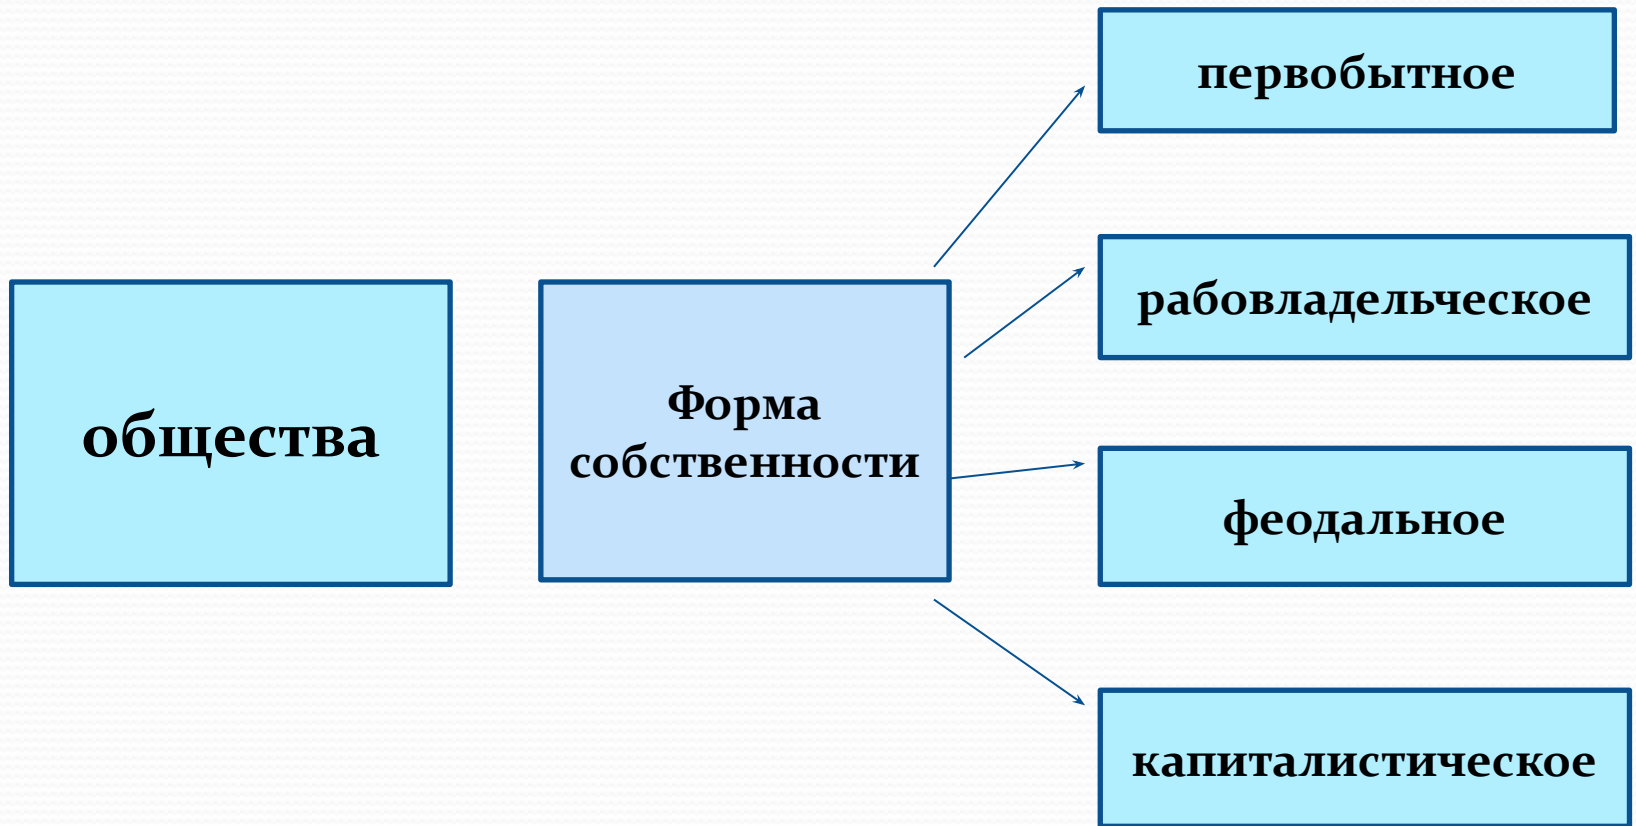 общества
Форма
собственности
первобытное
рабовладельческое
феодальное
капиталистическое